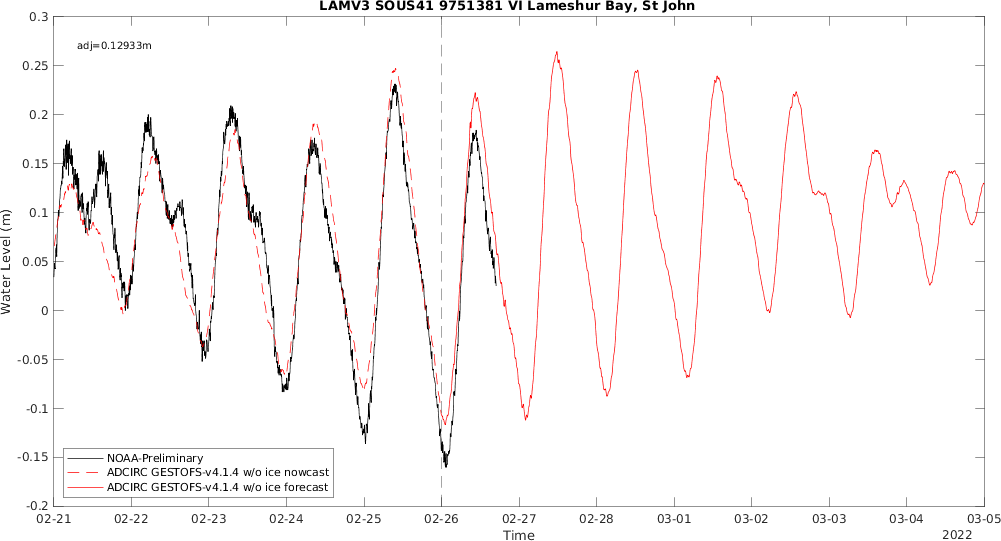 LAMV3 SOUS41 9751381 VI Lameshur Bay, St John
adj=0.12933m
0.3
0.25
0.2
0.15
0.1
0.05
0
-0.05
-0.1
-0.15
-0.2
Water Level (m)
NOAA-Preliminary
ADCIRC GESTOFS-v4.1.4 w/o ice nowcast
ADCIRC GESTOFS-v4.1.4 w/o ice forecast
02-21 02-22 02-23 02-24 02-25 02-26 02-27 02-28 03-01 03-02 03-03 03-04 03-05
Time
2022